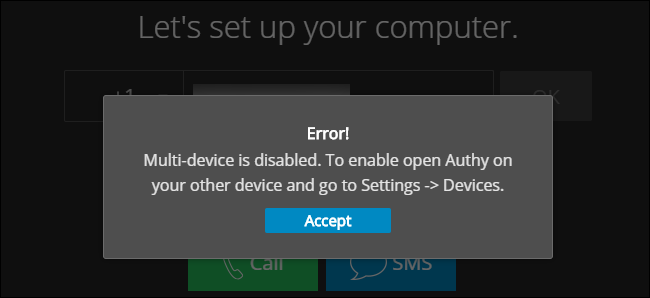 Let's set up your computer.
+1
OK
Error!
Multi-device is disabled. To enable open Authy on
your other device and go to Settings -> Devices.
Accept
Call
SMS